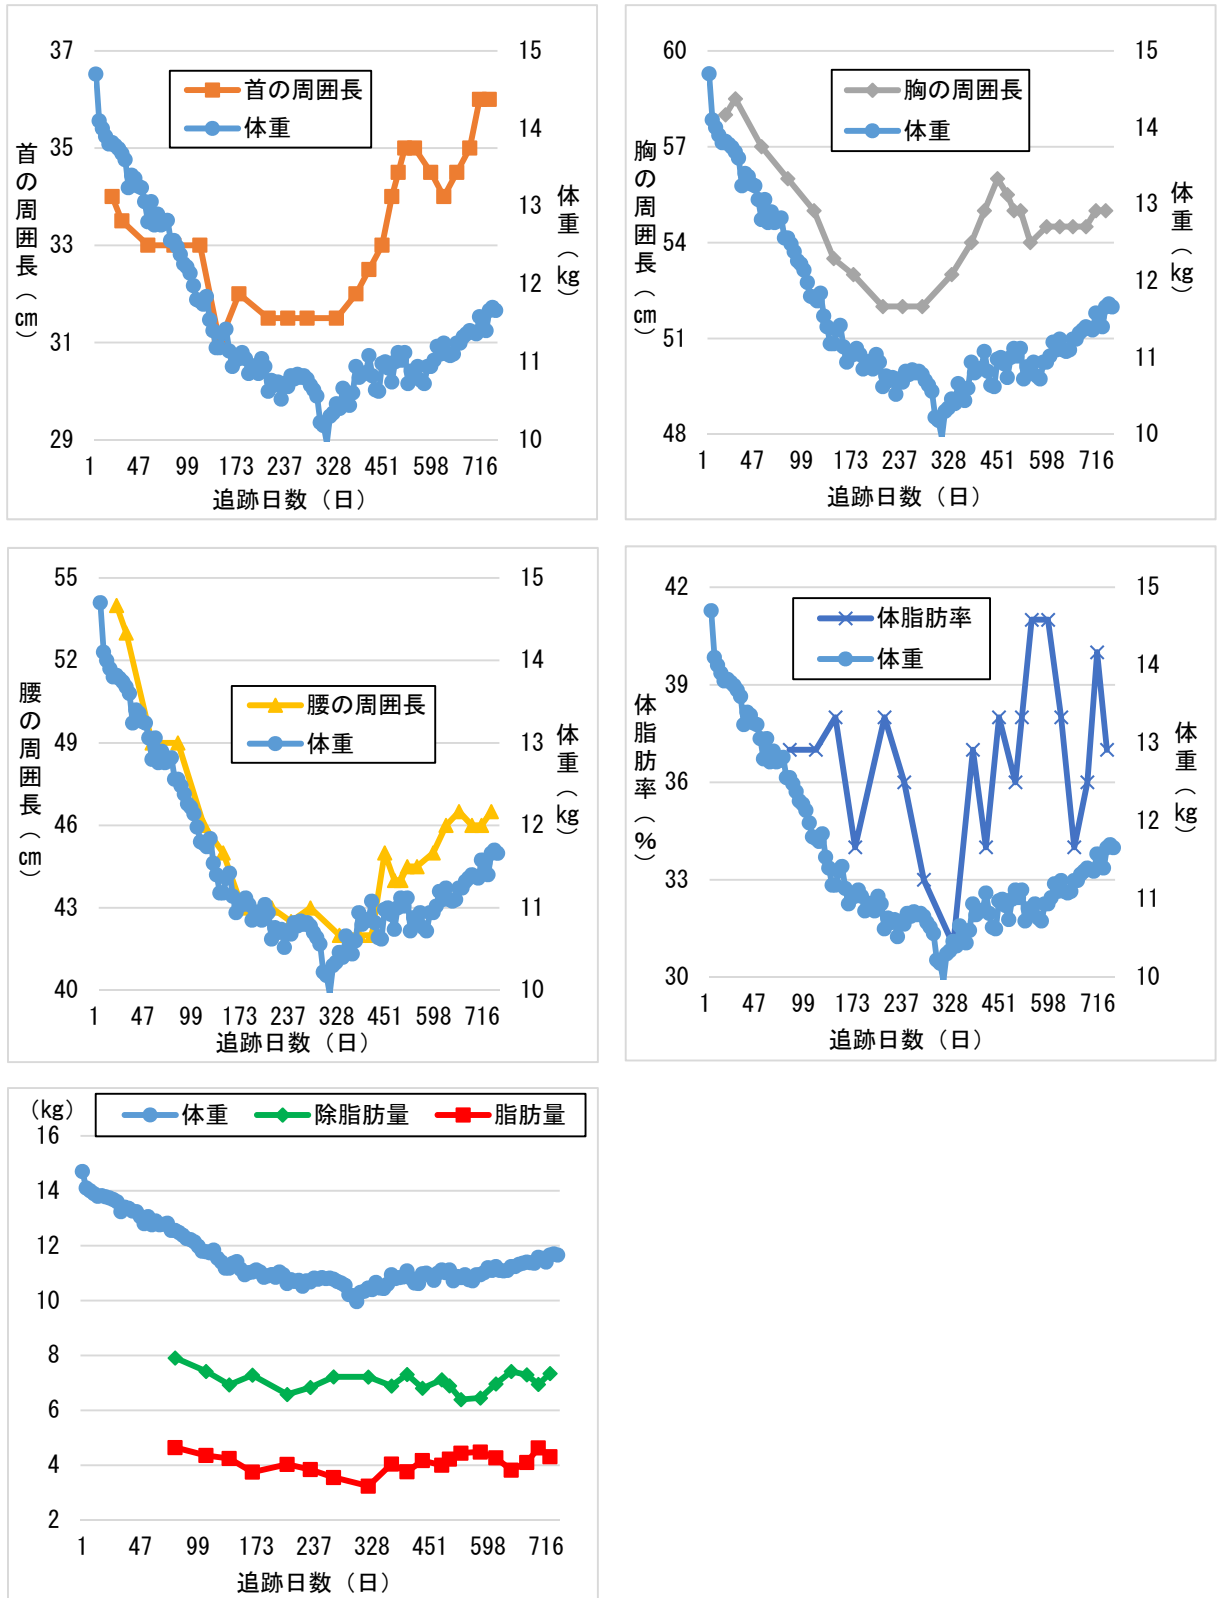 37
35
33
31
29
首の周囲長（㎝）
首の周囲長
体重
15
14
13
12
11
10
体重（㎏）
1 47 99 173 237 328 451 598 716
追跡日数（日）
60
57
54
51
48
胸の周囲長（㎝）
胸の周囲長
体重
15
14
13
12
11
10
体重（㎏）
1 47 99 173 237 328 451 598 716
追跡日数（日）
55
52
49
46
43
40
腰の周囲長（㎝）
腰の周囲長
体重
15
14
13
12
11
10
体重（㎏）
1 47 99 173 237 328 451 598 716
追跡日数（日）
42
39
36
33
30
体脂肪率（％）
体脂肪率
体重
15
14
13
12
11
10
体重（㎏）
1 47 99 173 237 328 451 598 716
追跡日数（日）
（kg）
体重 除脂肪量 脂肪量
16
14
12
10
8
6
4
2
1 47 99 173 237 328 451 598 716
追跡日数（日）